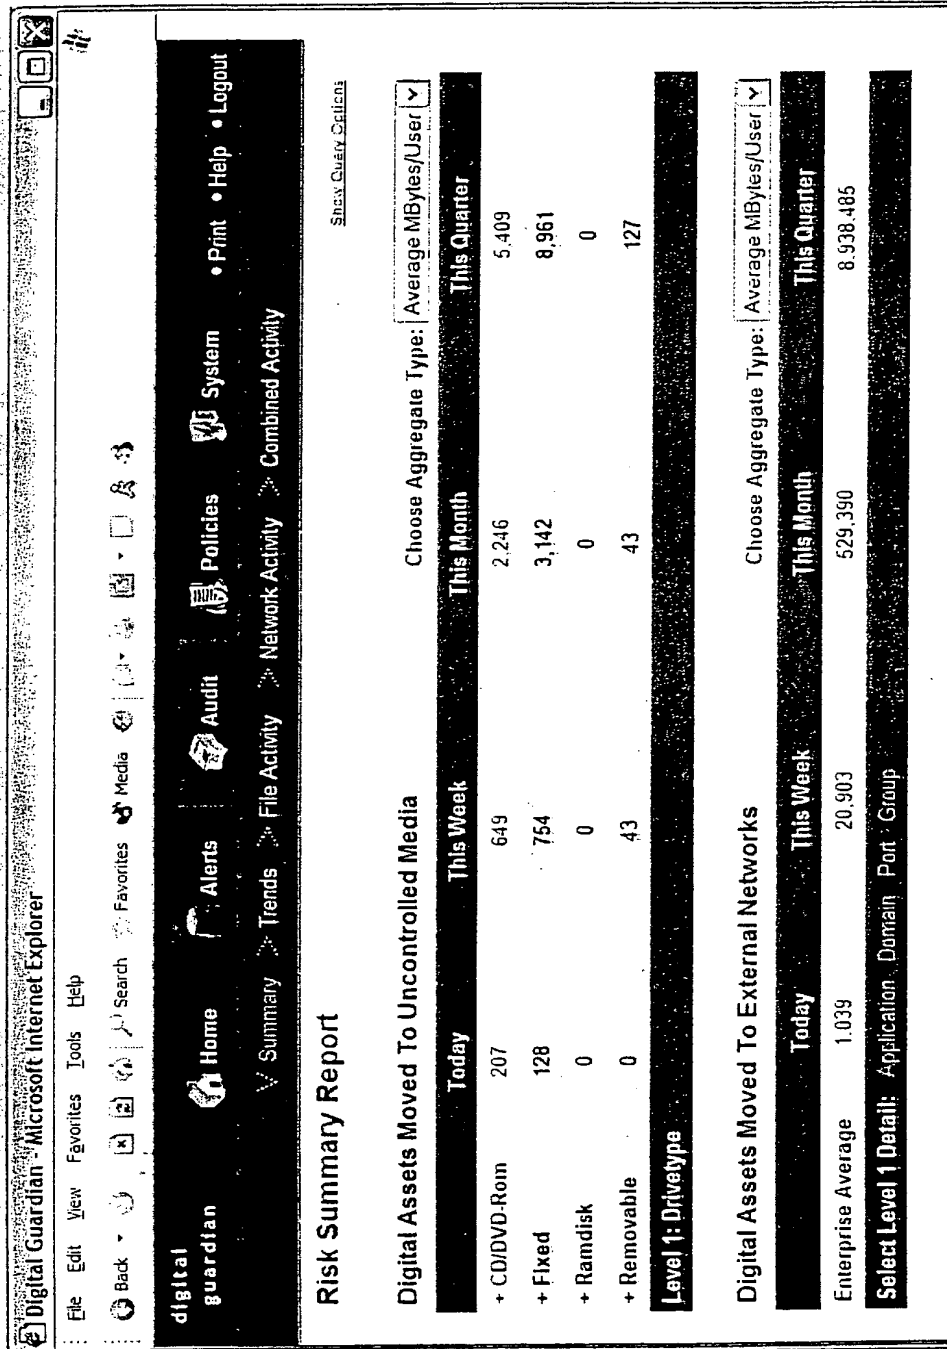 Digital Guardian - Microsoft Internet Explorer
File Edit View Favorites Tools Help
Back Search Favorites Media
digital guardian
Home Alerts Audit Policies System • Print • Help • Logout
Summary Trends File Activity Network Activity Combined Activity
Risk Summary Report
Show Query Options
Digital Assets Moved To Uncontrolled Media Choose Aggregate Type: Average MBytes/User
Today This Week This Month This Quarter
+ CD/DVD-Rom 207 649 2,246 5,409
+ Fixed 128 754 3,142 8,961
+ Ramdisk 0 0 0 0
+ Removable 0 43 43 127
Level 1: Drivetype
Digital Assets Moved To External Networks Choose Aggregate Type: Average MBytes/User
Today This Week This Month This Quarter
Enterprise Average 1.039 20,903 529,390 8.938.485
Select Level 1 Detail: Application Domain Port Group